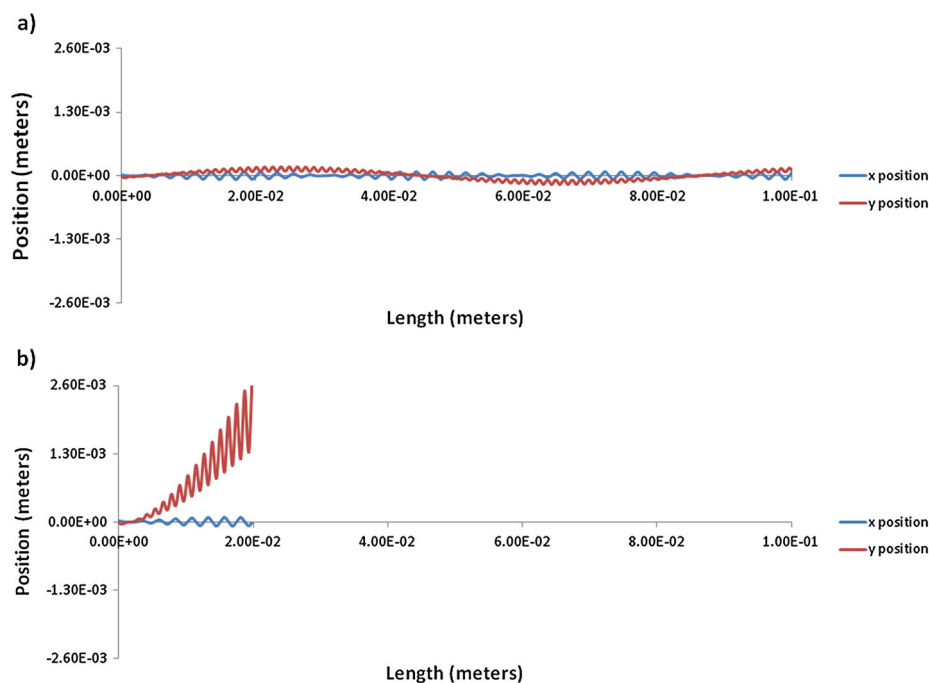 a)
2.60E-03
1.30E-03
0.00E+00
-1.30E-03
-2.60E-03
Position (meters)
0.000E+00 2.00E-02 4.00E-02 6.00E-02 8.00E-02 1.00E-01
Length (meters)
x position
y position
b)
2.60E-03
1.30E-03
0.00E+00
-1.30E-03
-2.60E-03
Position (meters)
0.00E+00 2.00E-02 4.00E-02 6.00E-02 8.00E-02 1.00E-01
Length (meters)
x position
y position